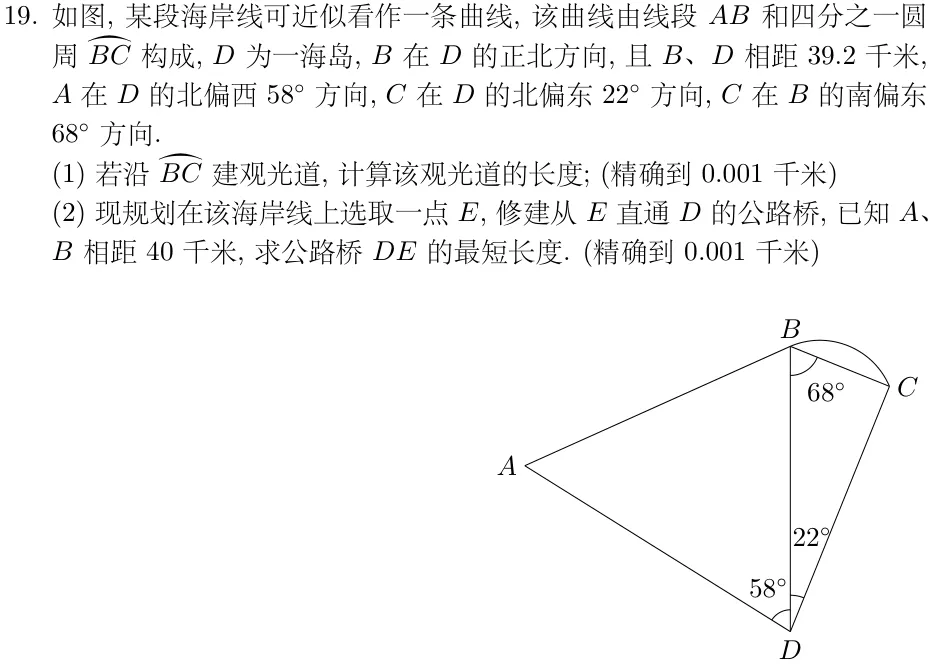 19. 如图, 某段海岸线可近似看作一条曲线, 该曲线由线段 AB 和四分之一圆
周 $\overset{\frown}{BC}$ 构成, D 为一海岛, B 在 D 的正北方向, 且 B、D 相距 39.2 千米,
A 在 D 的北偏西 58° 方向, C 在 D 的北偏东 22° 方向, C 在 B 的南偏东
68° 方向.
(1) 若沿 $\overset{\frown}{BC}$ 建观光道, 计算该观光道的长度; (精确到 0.001 千米)
(2) 现规划在该海岸线上选取一点 E, 修建从 E 直通 D 的公路桥, 已知 A、
B 相距 40 千米, 求公路桥 DE 的最短长度. (精确到 0.001 千米)
B
68°
C
A
22°
58°
D